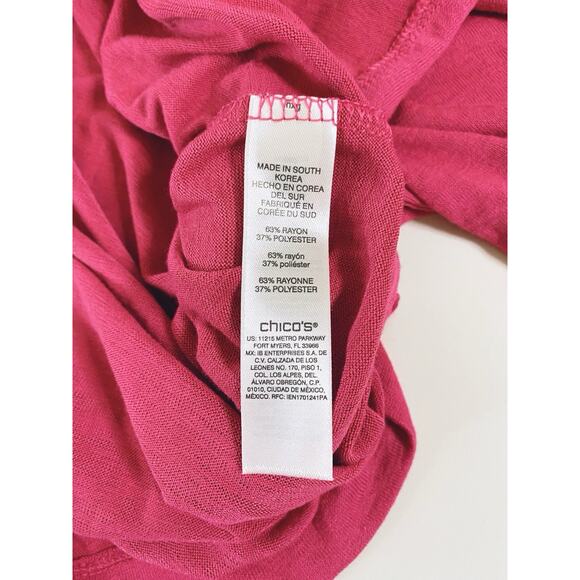 MADE IN SOUTH
KOREA
HECHO EN COREA
DEL SUR
FABRIQUÉ EN
CORÉE DU SUD
63% RAYON
37% POLYESTER
63% rayón
37% poliéster
63% RAYONNE
37% POLYESTER
chico's®
US: 11215 METRO PARKWAY
FORT MYERS, FL 33966
MX: IB ENTERPRISES S.A. DE
C.V. CALZADA DE LOS
LEONES NO. 170, PISO 1,
COL. LOS ALPES, DEL.
ÁLVARO OBREGÓN, C.P.
01010, CIUDAD DE MÉXICO,
MÉXICO. RFC: IEN1701241PA